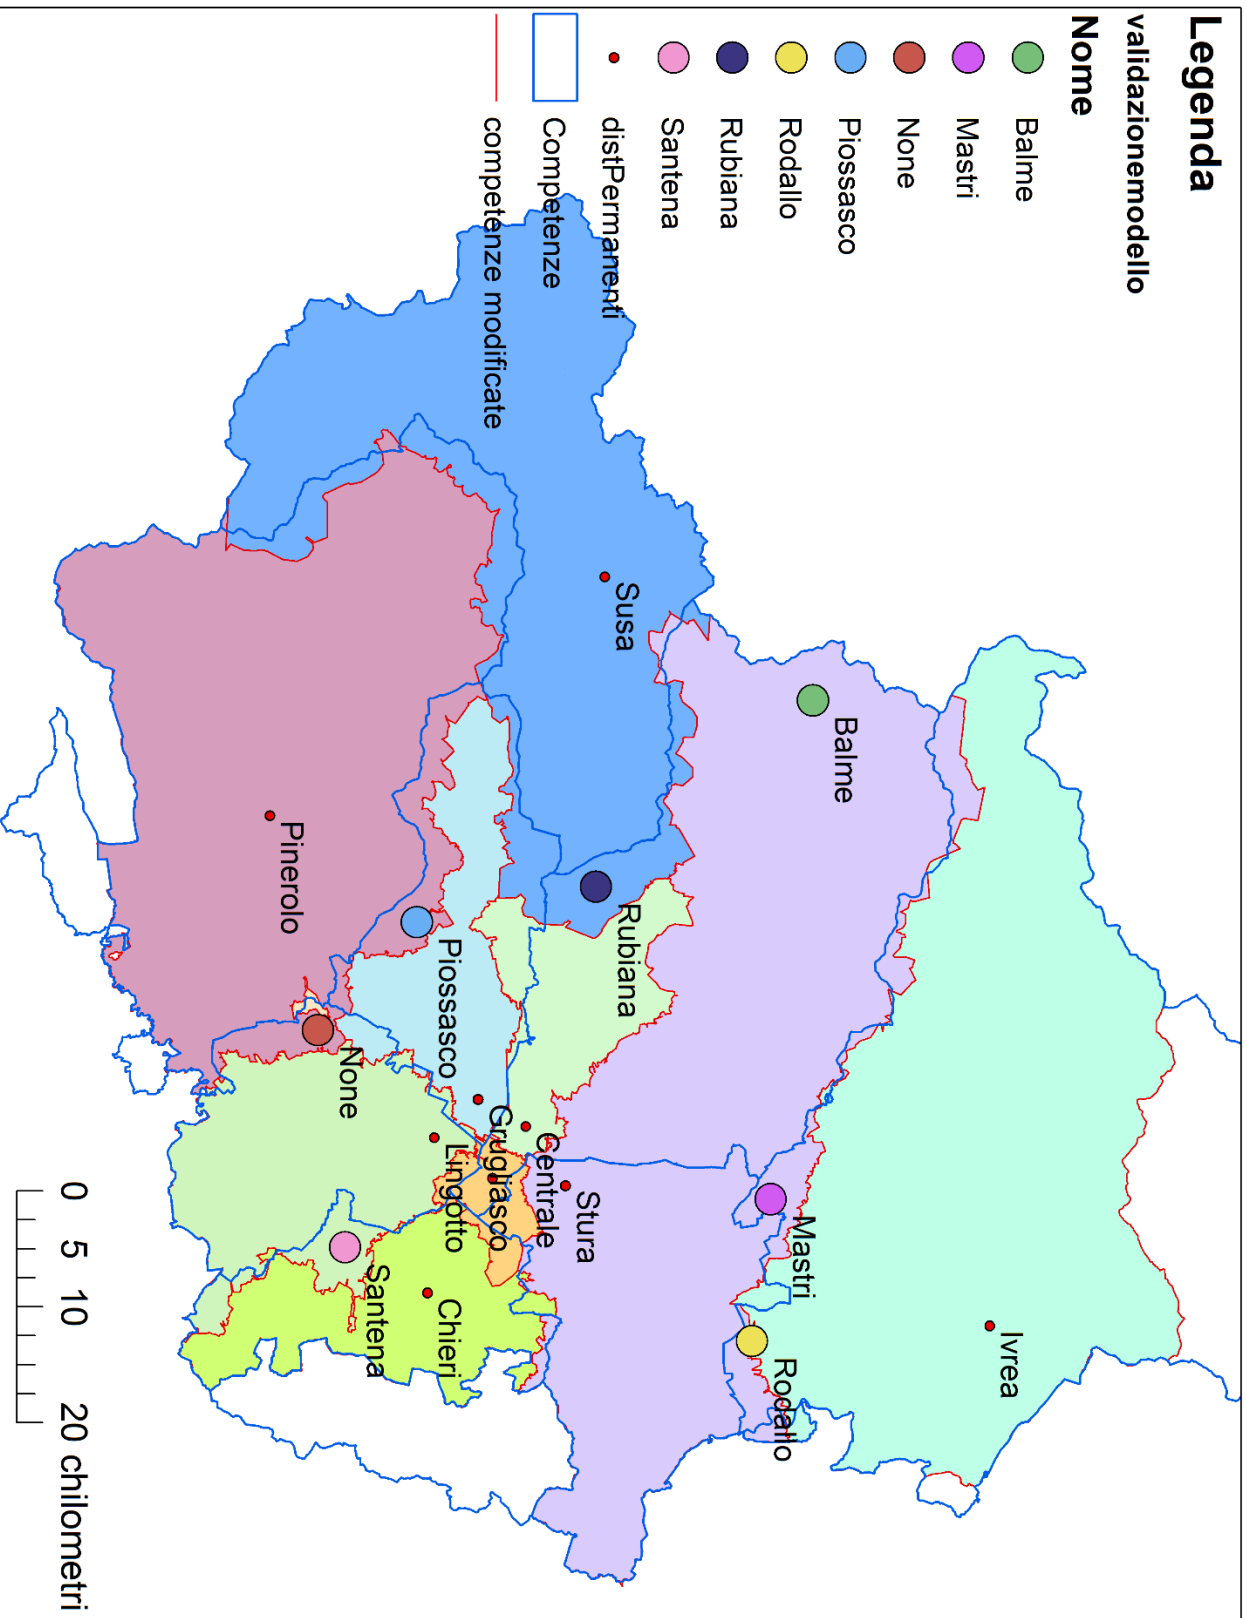 Legenda
validazionemodello
Nome
Balme
Mastri
None
Piossasco
Rodallo
Rubiana
Santena
distPermanenti
Competenze
competenze modificate
Ivrea
Balme
Mastri
Rodallo
Susa
Rubiana
Stura
Centrale
Grugliasco
Piossasco
Lingotto
Chieri
Santena
None
Pinerolo
0 5 10 20 chilometri